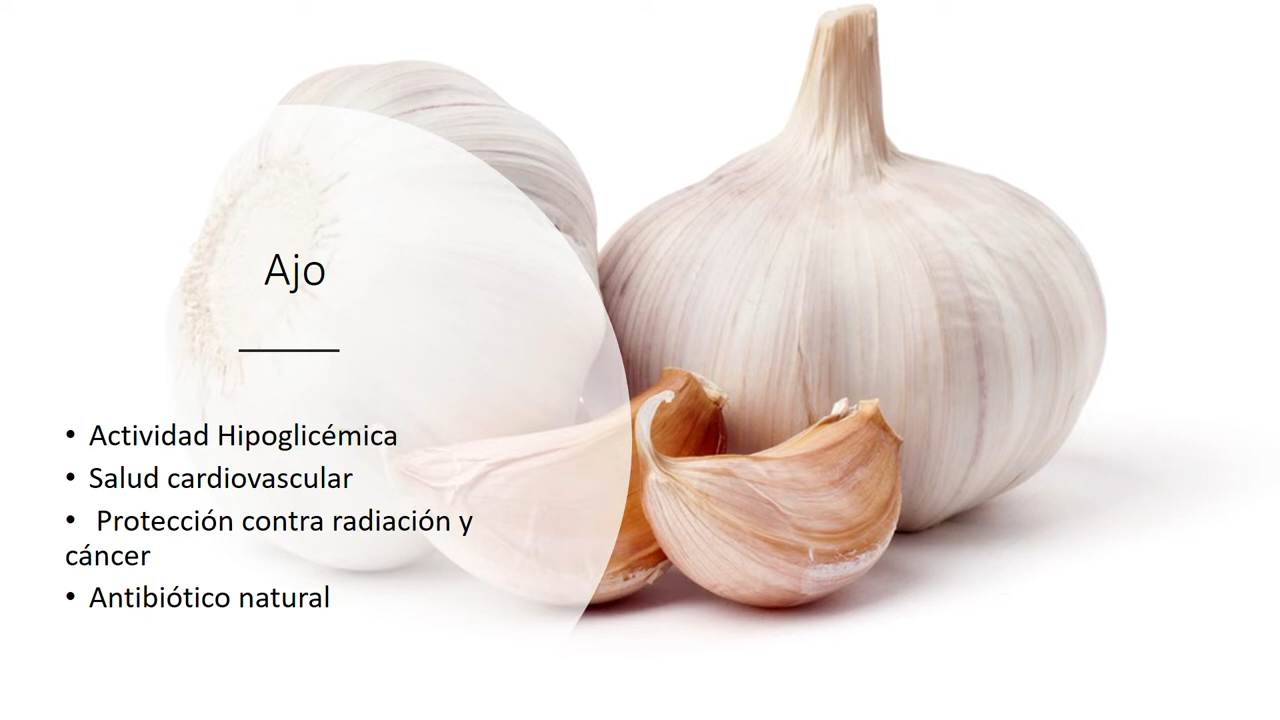 Ajo
• Actividad Hipoglicémica
• Salud cardiovascular
• Protección contra radiación y
cáncer
• Antibiótico natural